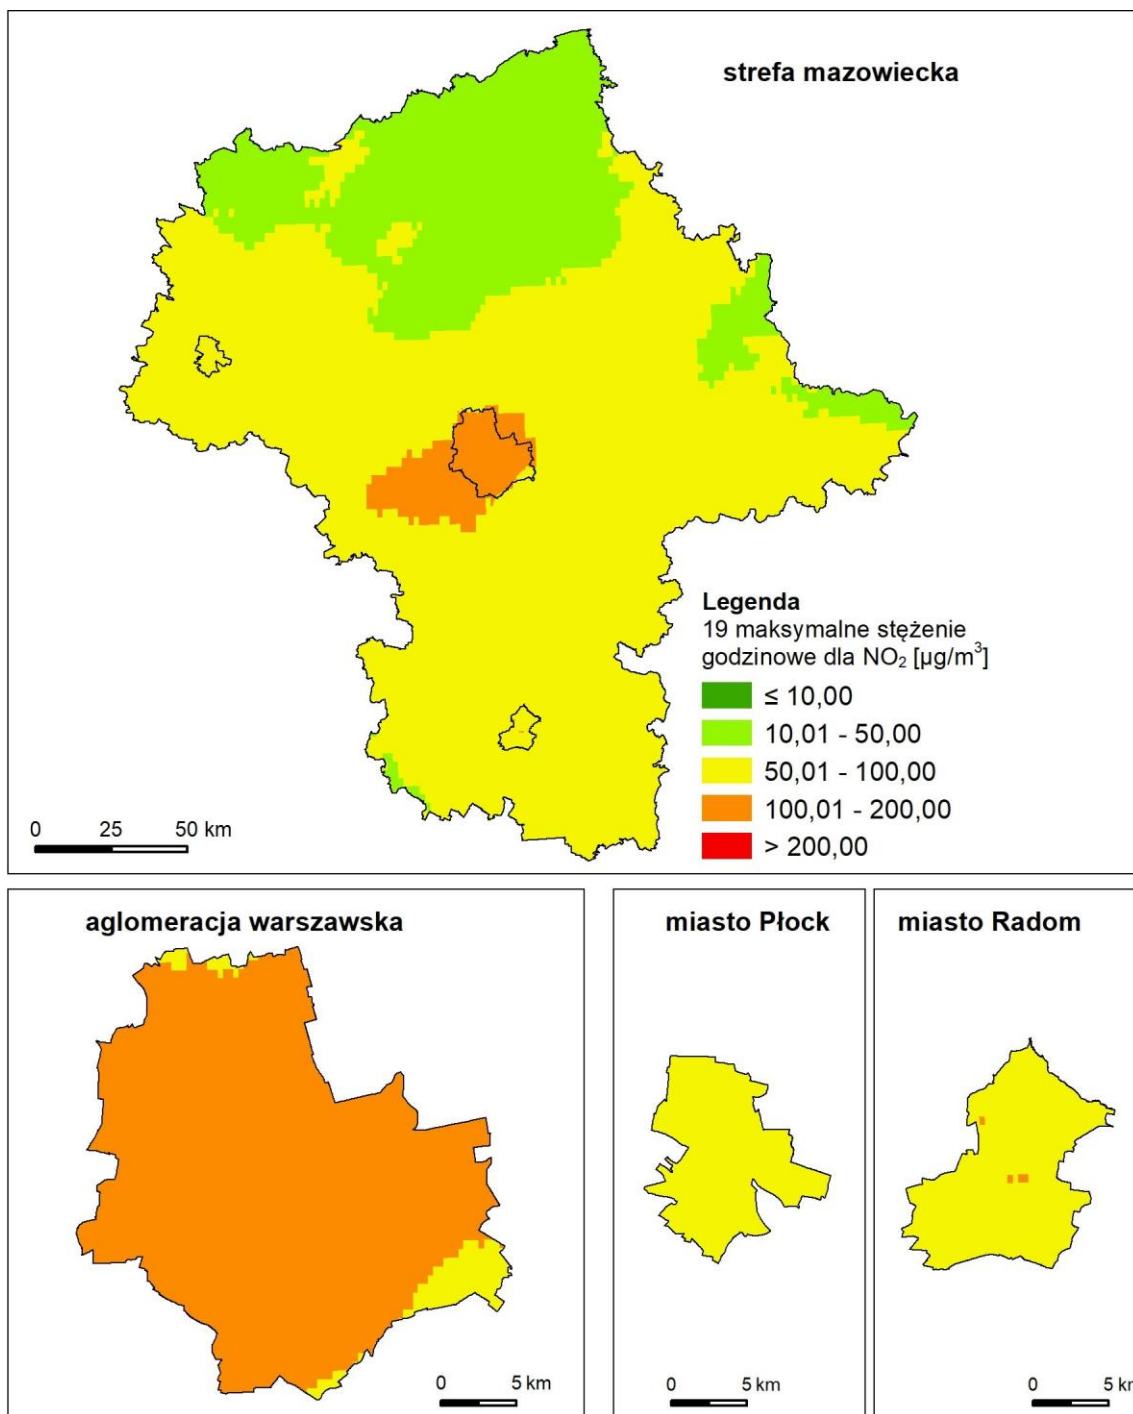 strefa mazowiecka
Legenda
19 maksymalne stężenie
godzinowe dla NO₂ [µg/m³]
≤ 10,00
10,01 - 50,00
50,01 - 100,00
100,01 - 200,00
> 200,00
0 25 50 km
aglomeracja warszawska
0 5 km
miasto Płock
0 5 km
miasto Radom
0 5 km